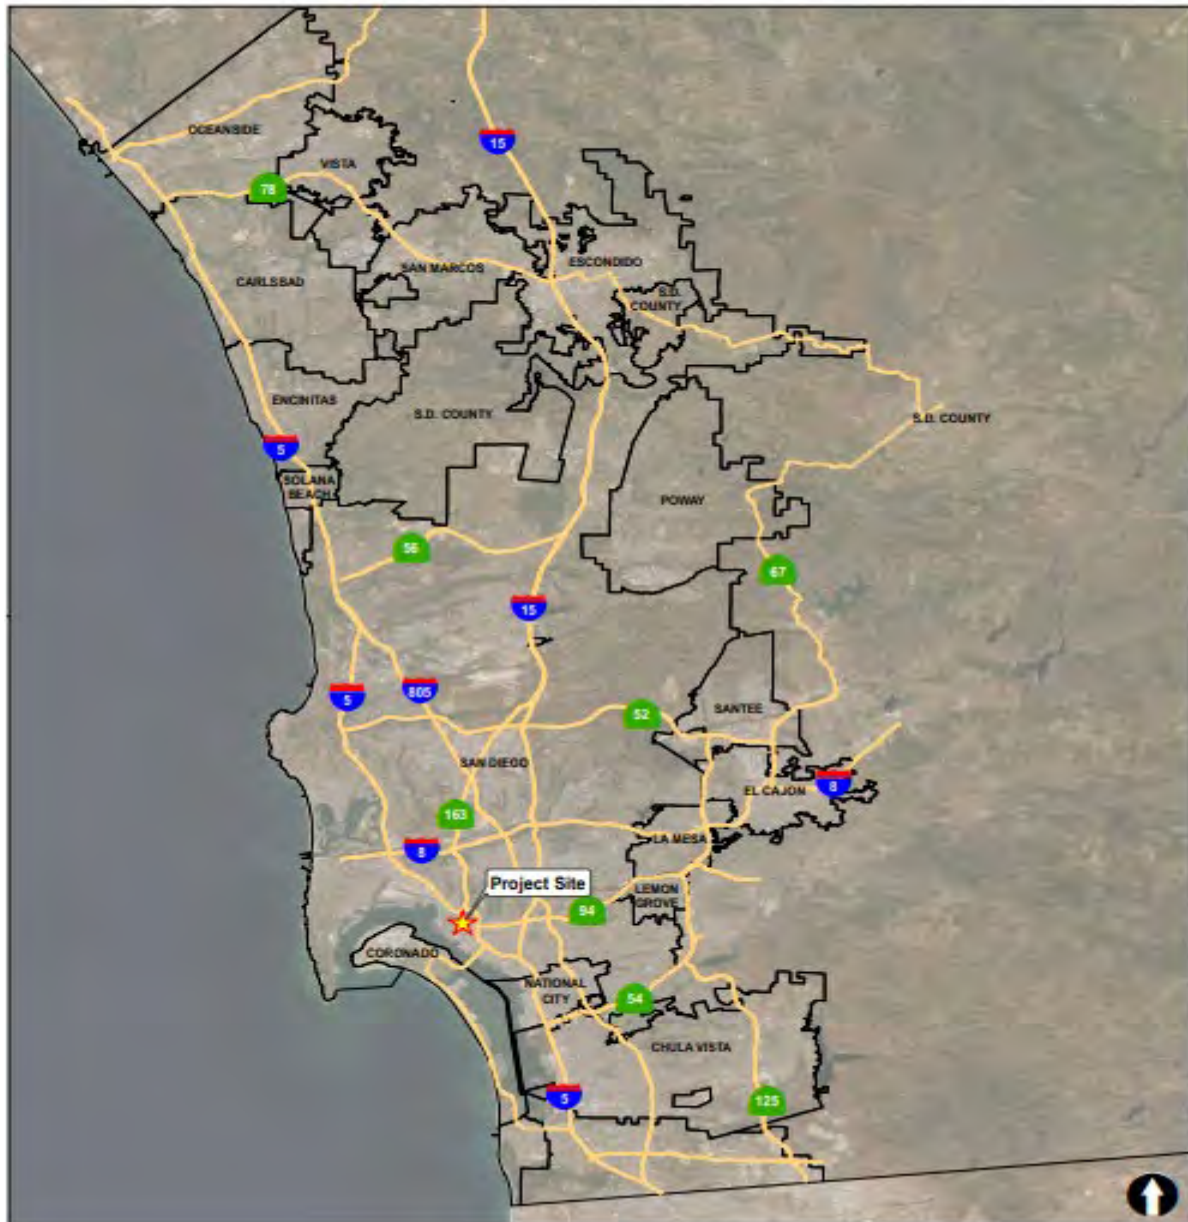 OCEANSIDE
15
VISTA
78
SAN MARCOS
ESCONDIDO
CARLSBAD
S.D.
COUNTY
ENCINITAS
S.D. COUNTY
S.D. COUNTY
5
SOLANA
BEACH
POWAY
56
67
15
5
805
SANTEE
52
SAN DIEGO
EL CAJON
8
163
LA MESA
8
Project Site
LEMON
GROVE
94
CORONADO
NATIONAL
CITY
54
CHULA VISTA
5
125